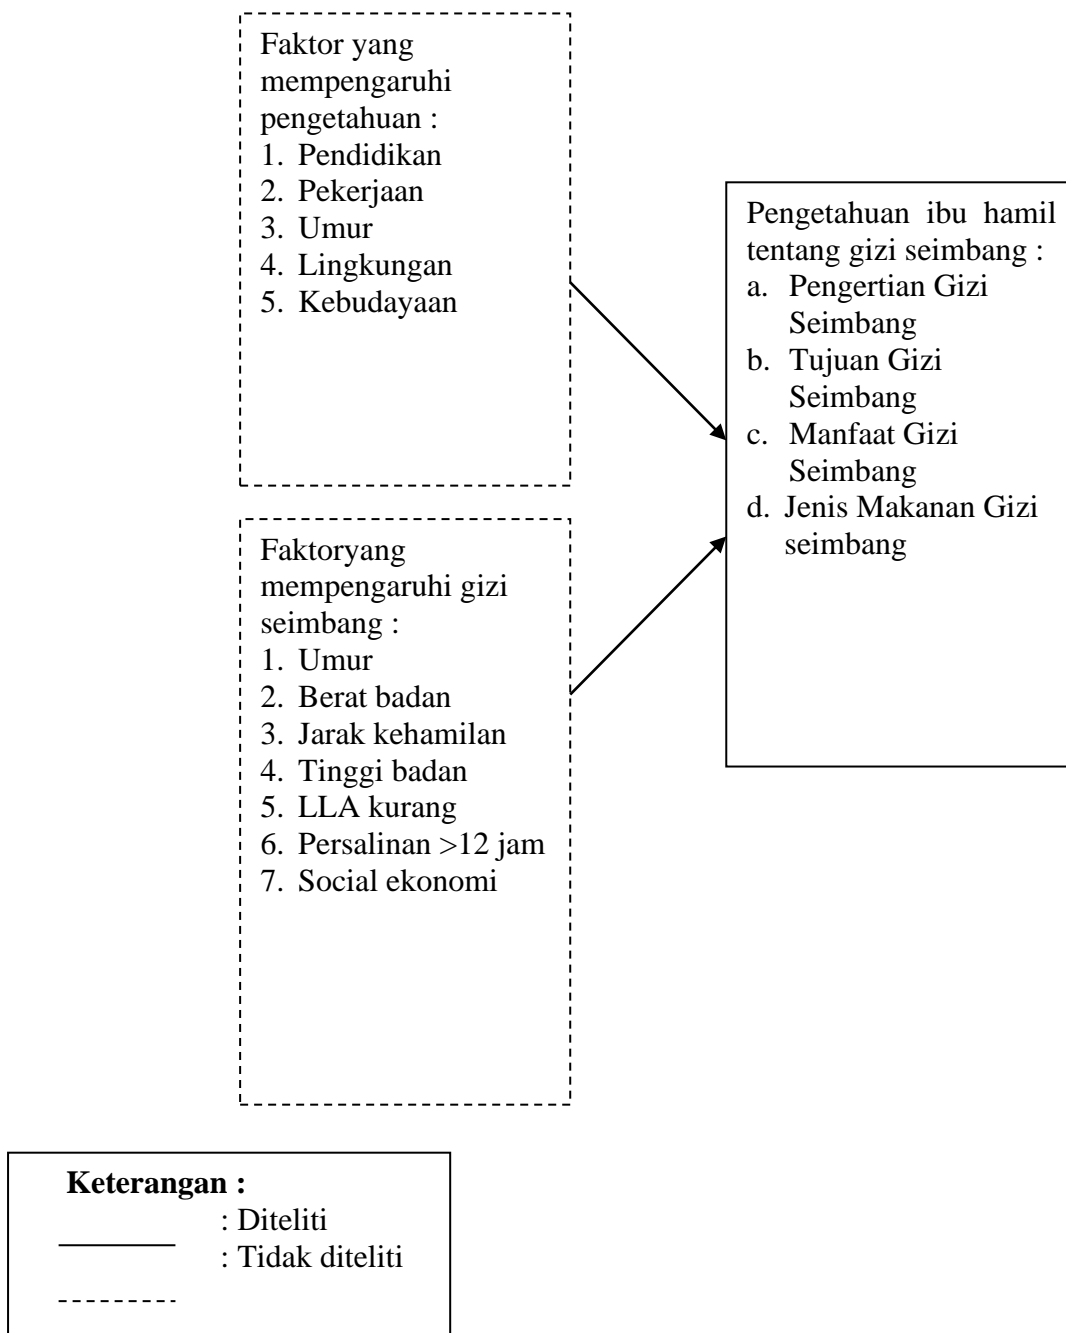 Faktor yang
mempengaruhi
pengetahuan :
1. Pendidikan
2. Pekerjaan
3. Umur
4. Lingkungan
5. Kebudayaan
Pengetahuan ibu hamil
tentang gizi seimbang :
a. Pengertian Gizi
Seimbang
b. Tujuan Gizi
Seimbang
c. Manfaat Gizi
Seimbang
d. Jenis Makanan Gizi
seimbang
Faktoryang
mempengaruhi gizi
seimbang :
1. Umur
2. Berat badan
3. Jarak kehamilan
4. Tinggi badan
5. LLA kurang
6. Persalinan >12 jam
7. Social ekonomi
Keterangan :
: Diteliti
: Tidak diteliti